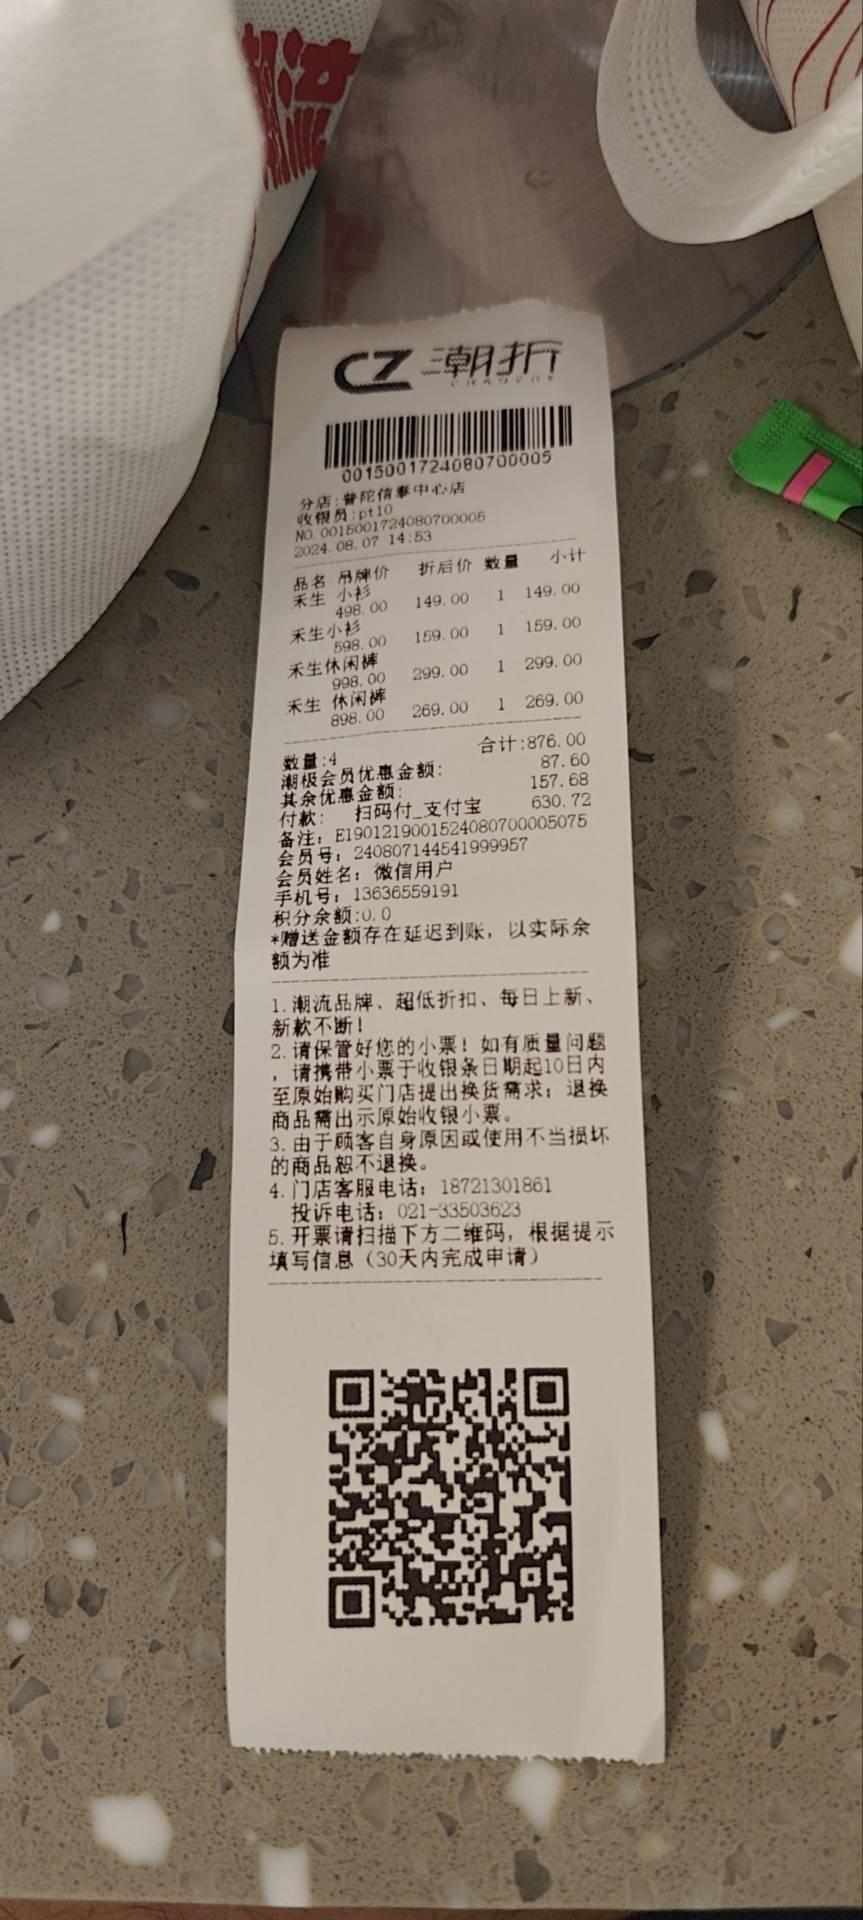 潮流
CZ 潮折
CHAOZHE
0015001724080700005
分店:普陀信泰中心店
收银员:pt10
NO.0015001724080700005
2024.08.07 14:53
品名 吊牌价 折后价 数量 小计
禾生 小衫
498.00 149.00 1 149.00
禾生小衫
598.00 159.00 1 159.00
禾生休闲裤
998.00 299.00 1 299.00
禾生 休闲裤
898.00 269.00 1 269.00
数量:4 合计:876.00
潮极会员优惠金额: 87.60
其余优惠金额: 157.68
付款: 扫码付_支付宝 630.72
备注: E1901219001524080700005075
会员号: 240807144541999957
会员姓名: 微信用户
手机号: 13636559191
积分余额:0.0
*赠送金额存在延迟到账，以实际余
额为准
1.潮流品牌、超低折扣、每日上新、
新款不断！
2.请保管好您的小票！如有质量问题
，请携带小票于收银条日期起10日内
至原始购买门店提出换货需求；退换
商品需出示原始收银小票。
3.由于顾客自身原因或使用不当损坏
的商品恕不退换。
4.门店客服电话：18721301861
投诉电话：021-33503623
5.开票请扫描下方二维码，根据提示
填写信息（30天内完成申请）